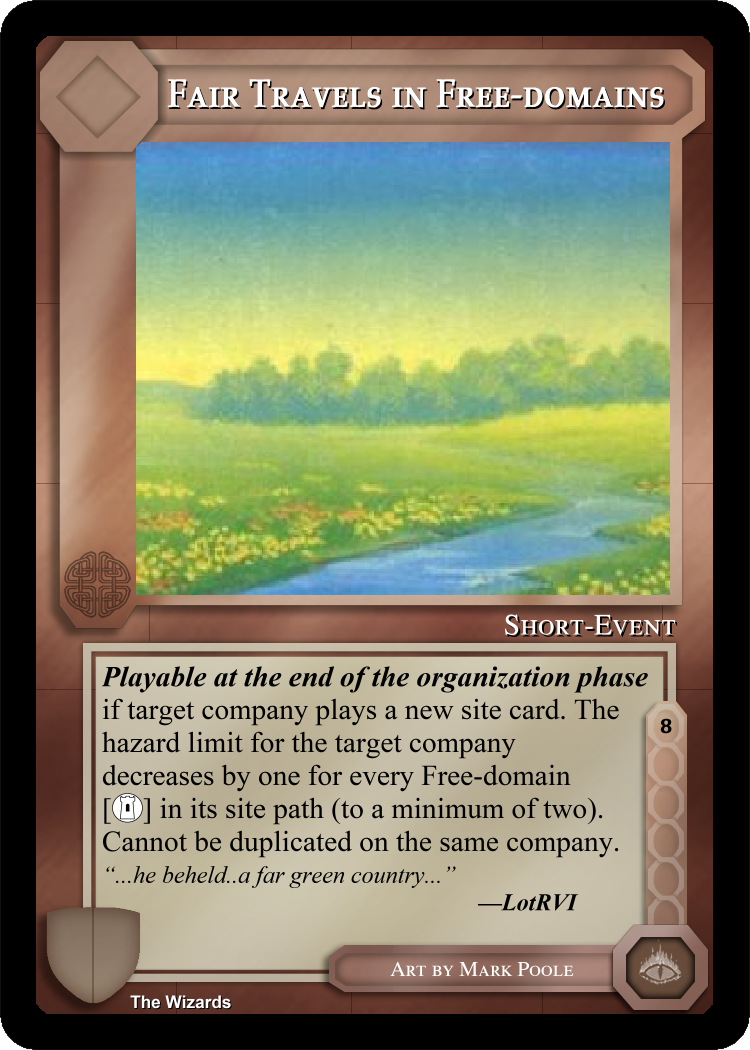 Fair Travels in Free-domains
Short-Event
Playable at the end of the organization phase
if target company plays a new site card. The
hazard limit for the target company
decreases by one for every Free-domain
[] in its site path (to a minimum of two).
Cannot be duplicated on the same company.
“...he beheld..a far green country...”
—LotRVI
8
Art by Mark Poole
The Wizards